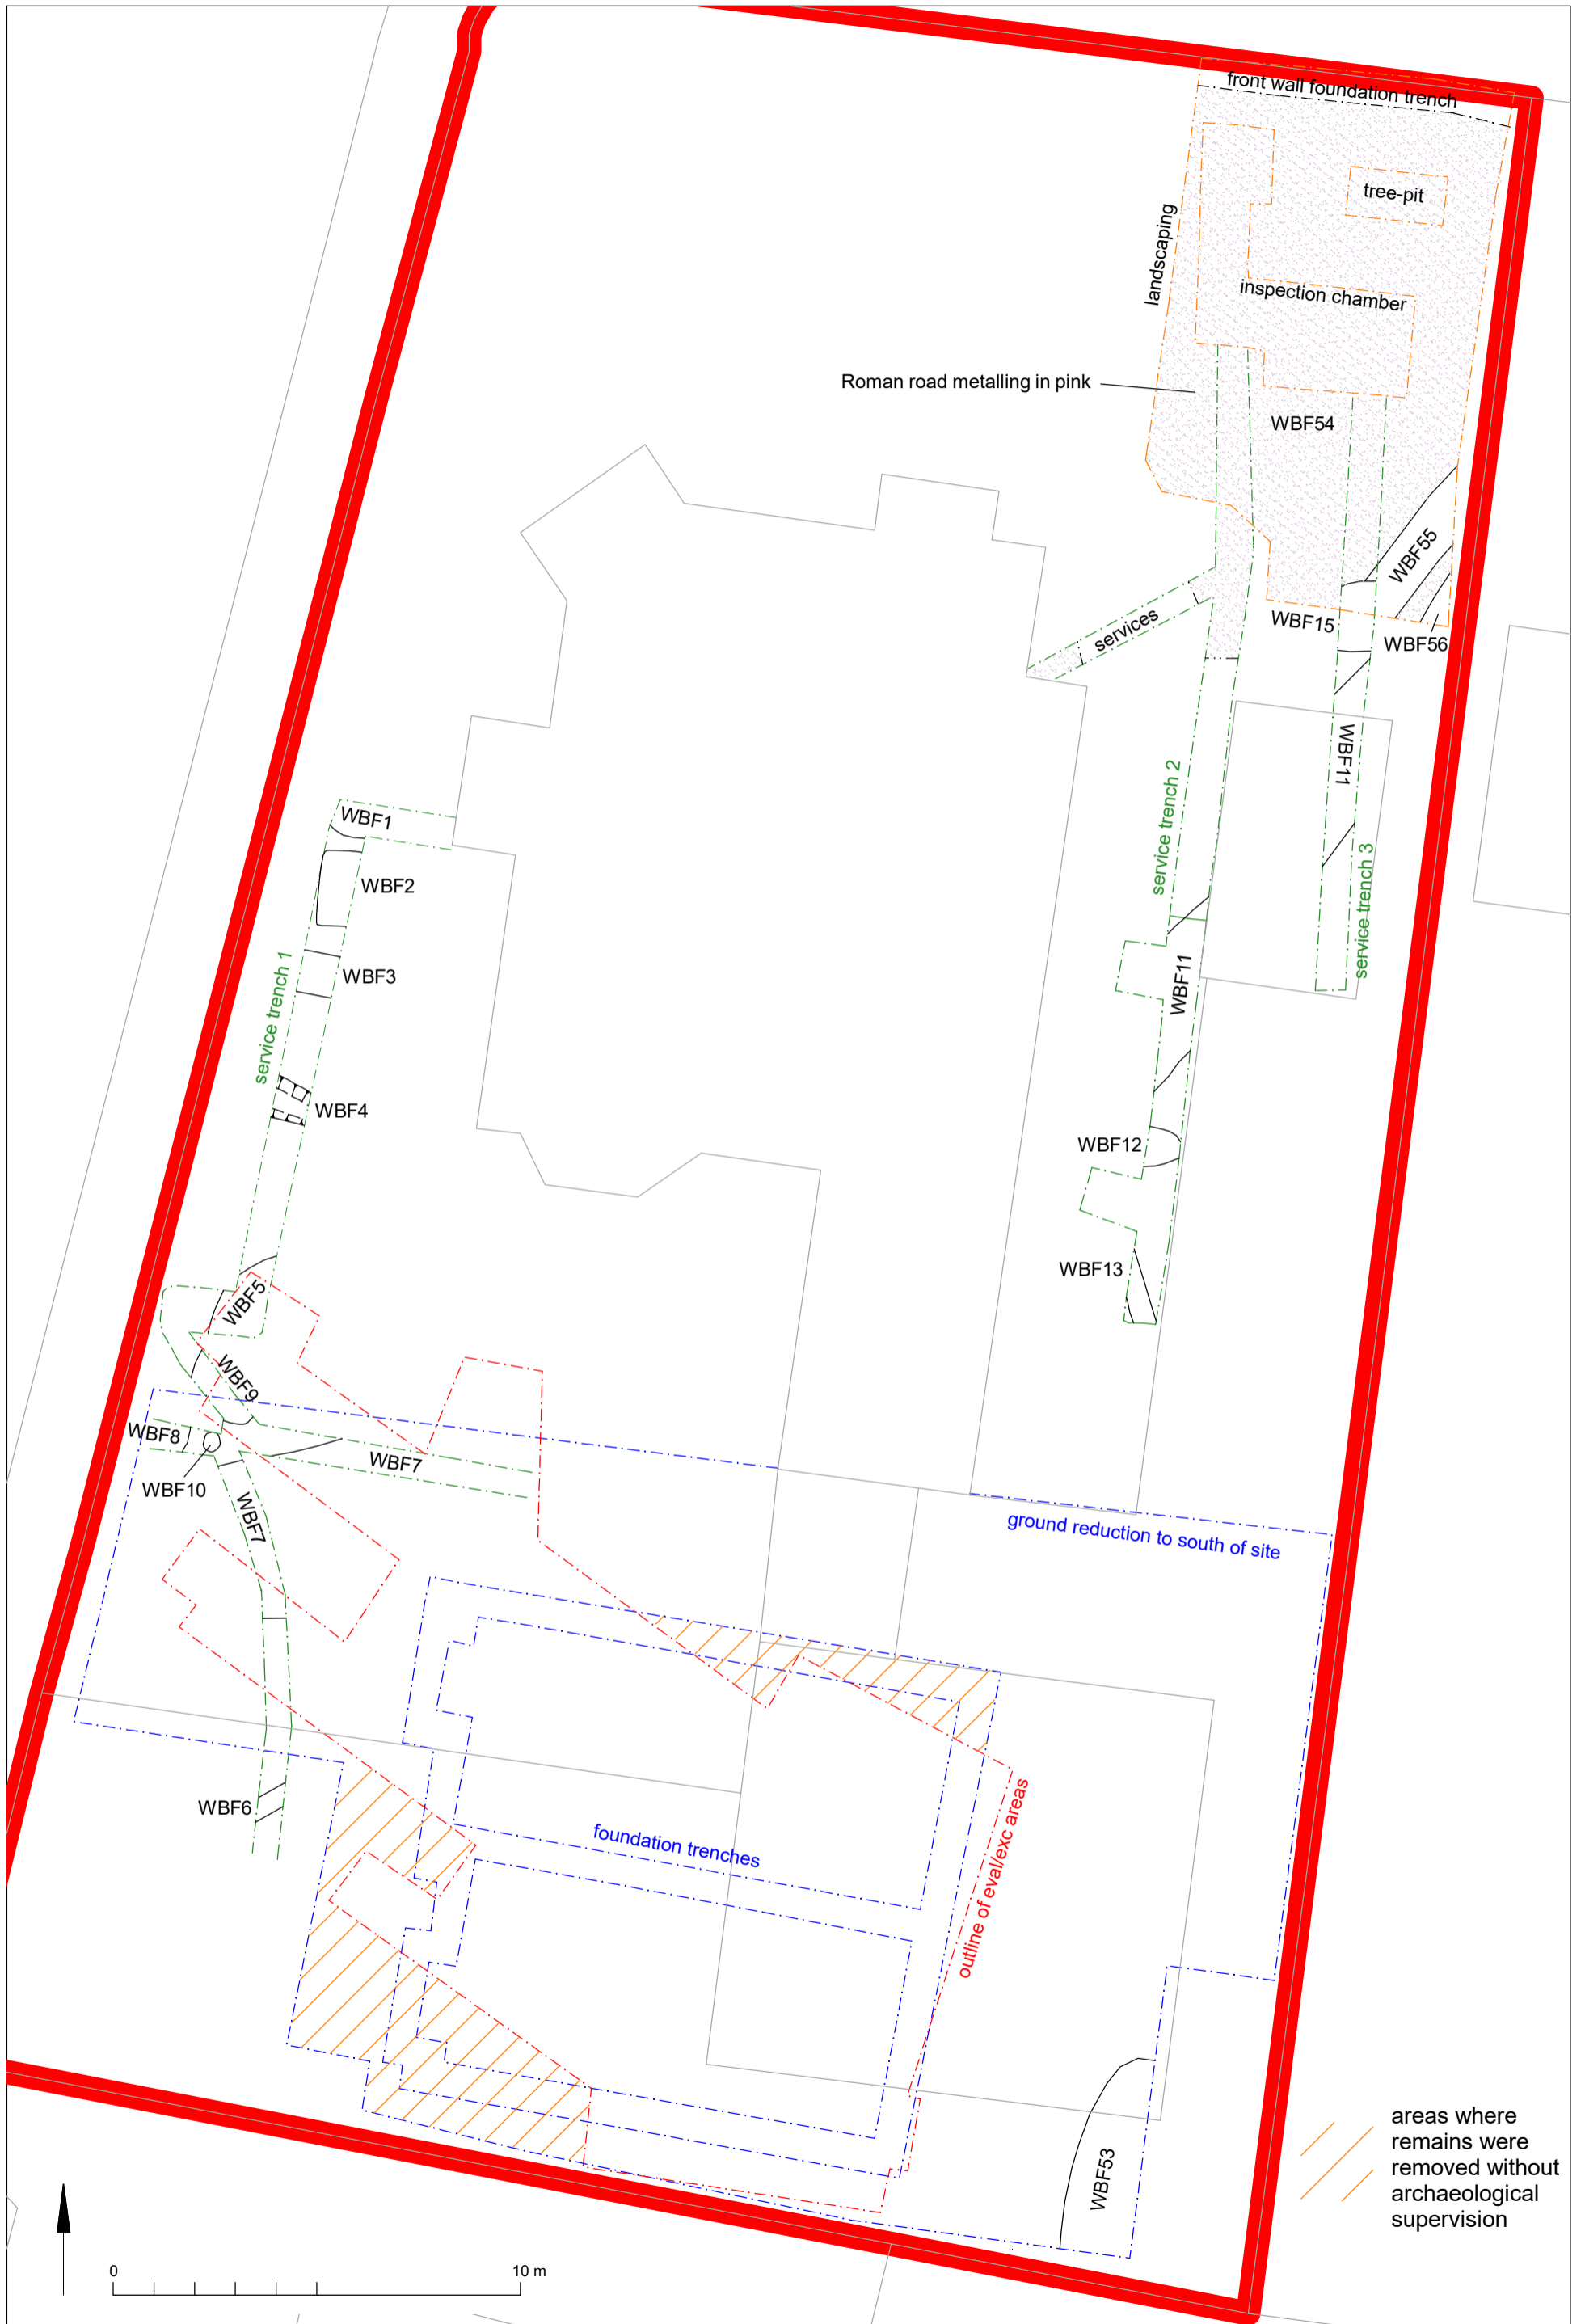 front wall foundation trench
tree-pit
landscaping
inspection chamber
Roman road metalling in pink
WBF54
WBF55
WBF15
WBF56
services
WBF11
service trench 2
service trench 3
WBF1
WBF2
WBF3
service trench 1
WBF4
WBF11
WBF12
WBF13
WBF5
WBF9
WBF8
WBF7
WBF10
WBF7
ground reduction to south of site
WBF6
foundation trenches
outline of eval/exc areas
WBF53
areas where
remains were
removed without
archaeological
supervision
0
10 m